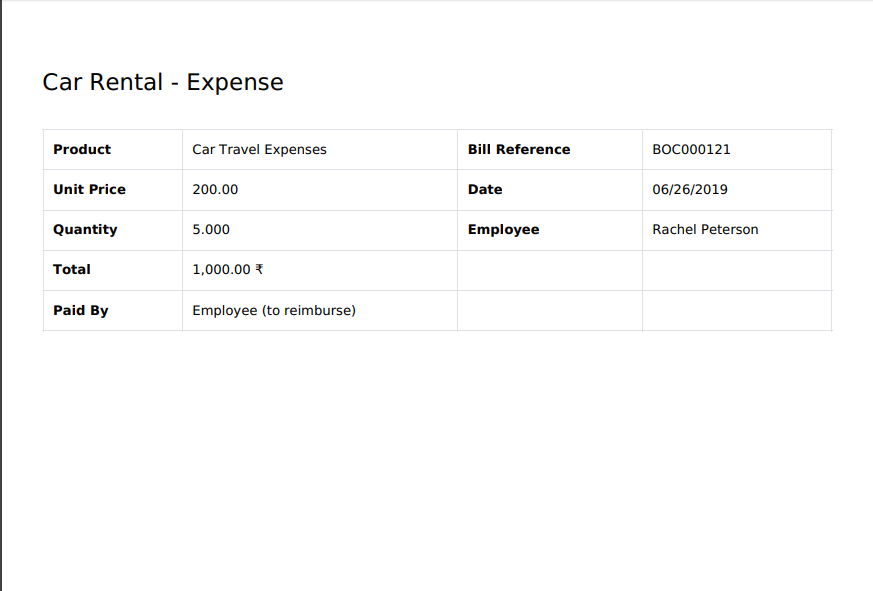 Car Rental - Expense
Product Car Travel Expenses Bill Reference BOC000121
Unit Price 200.00 Date 06/26/2019
Quantity 5.000 Employee Rachel Peterson
Total 1,000.00 ₹
Paid By Employee (to reimburse)